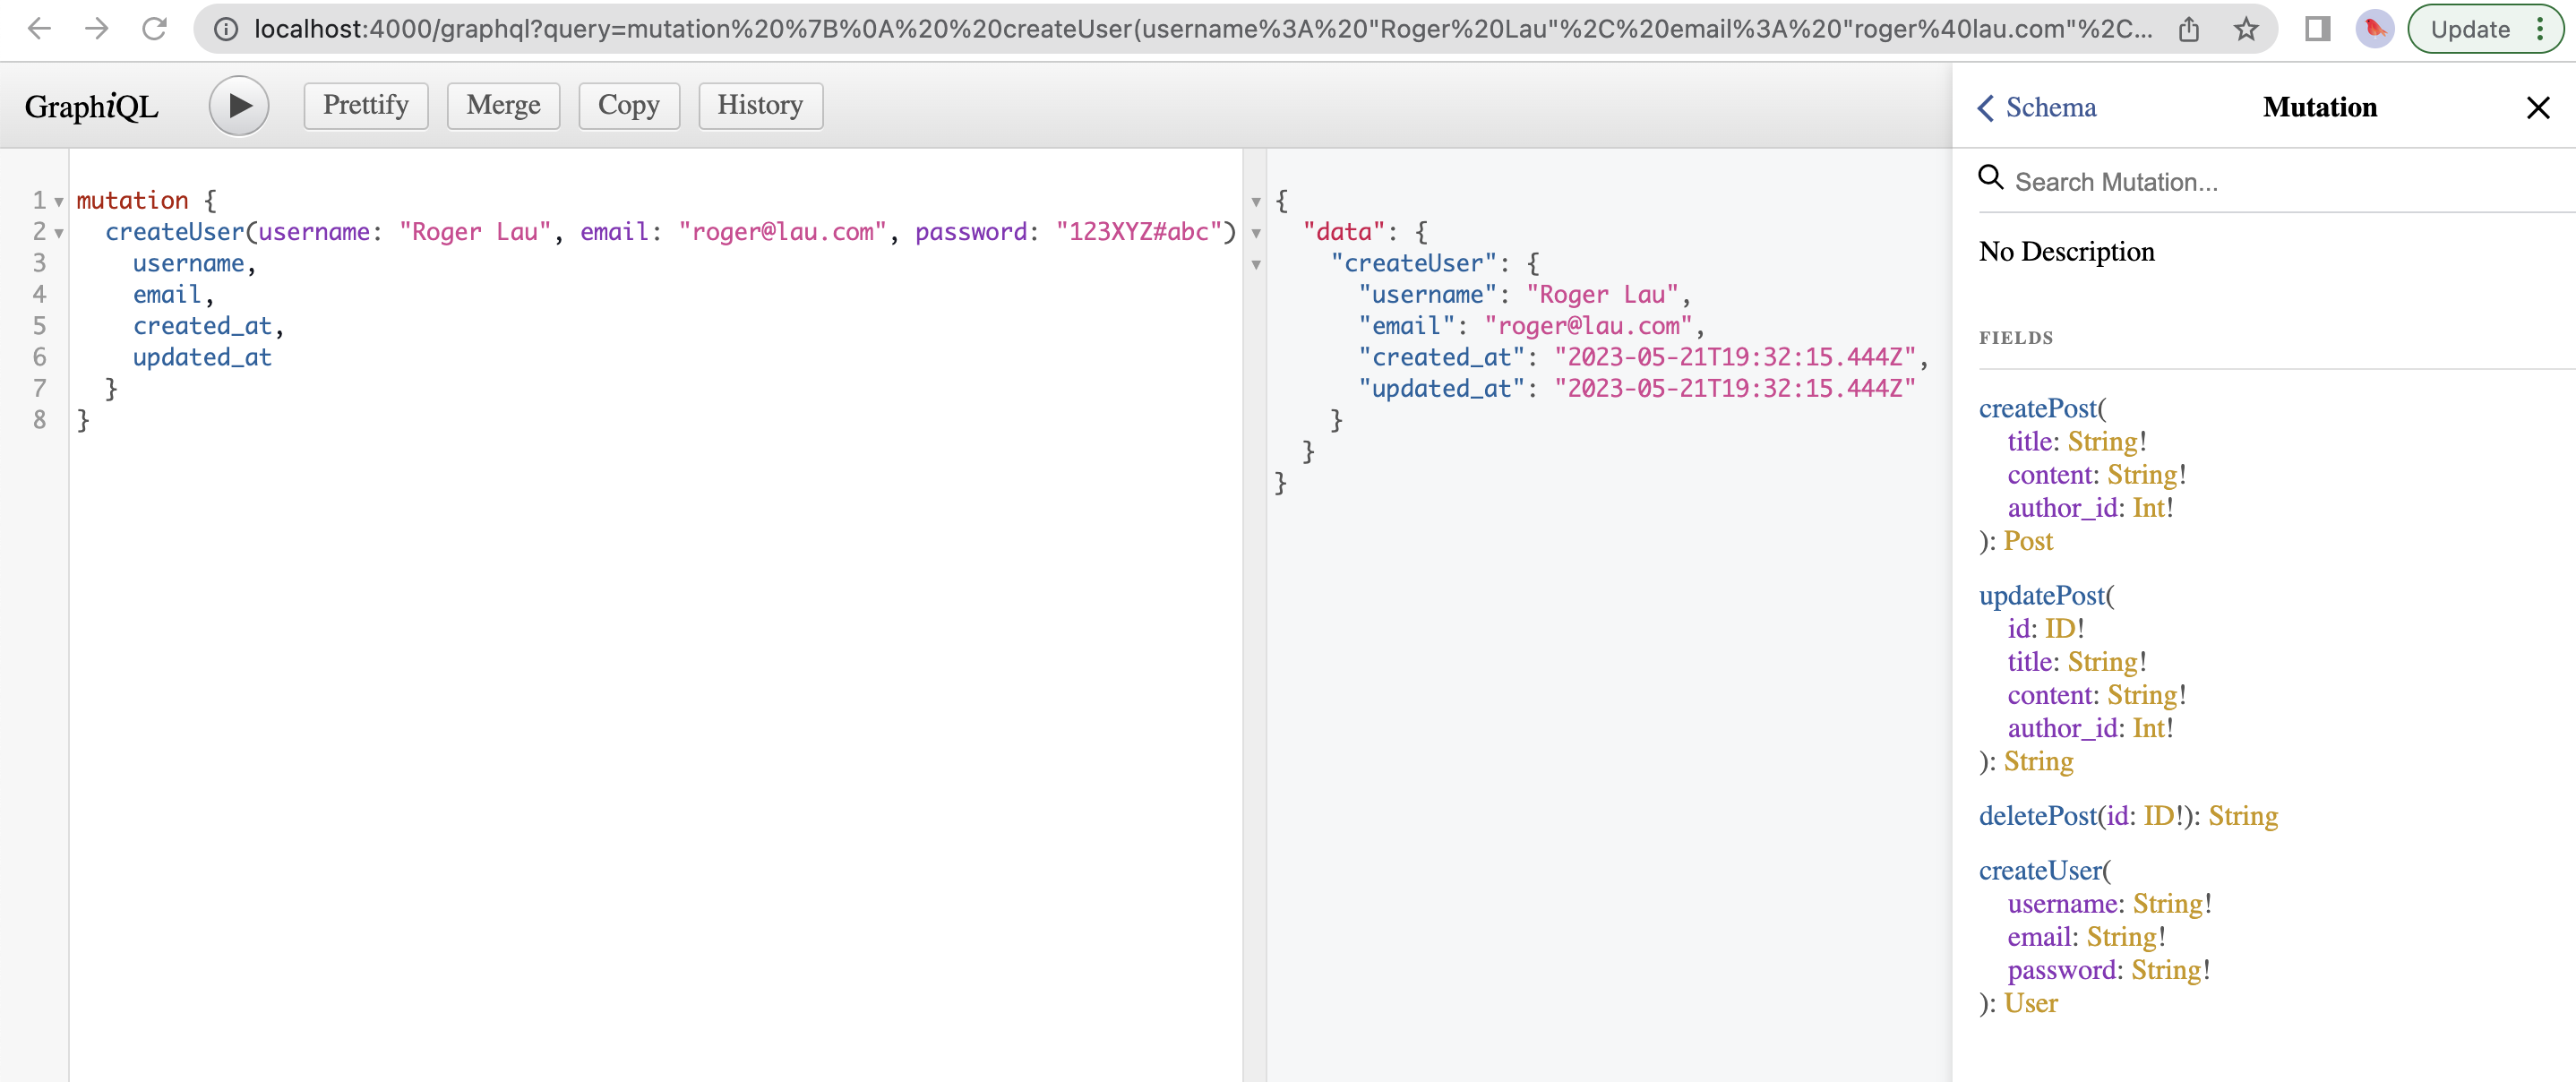 localhost:4000/graphql?query=mutation%20%7B%0A%20%20createUser(username%3A%20"Roger%20Lau"%2C%20email%3A%20"roger%40lau.com"%2C...
Update
GraphiQL
Prettify
Merge
Copy
History
1 mutation {
2 createUser(username: "Roger Lau", email: "roger@lau.com", password: "123XYZ#abc")
3 username,
4 email,
5 created_at,
6 updated_at
7 }
8 }
{
"data": {
"createUser": {
"username": "Roger Lau",
"email": "roger@lau.com",
"created_at": "2023-05-21T19:32:15.444Z",
"updated_at": "2023-05-21T19:32:15.444Z"
}
}
}
Schema
Mutation
Search Mutation...
No Description
FIELDS
createPost(
title: String!
content: String!
author_id: Int!
): Post
updatePost(
id: ID!
title: String!
content: String!
author_id: Int!
): String
deletePost(id: ID!): String
createUser(
username: String!
email: String!
password: String!
): User